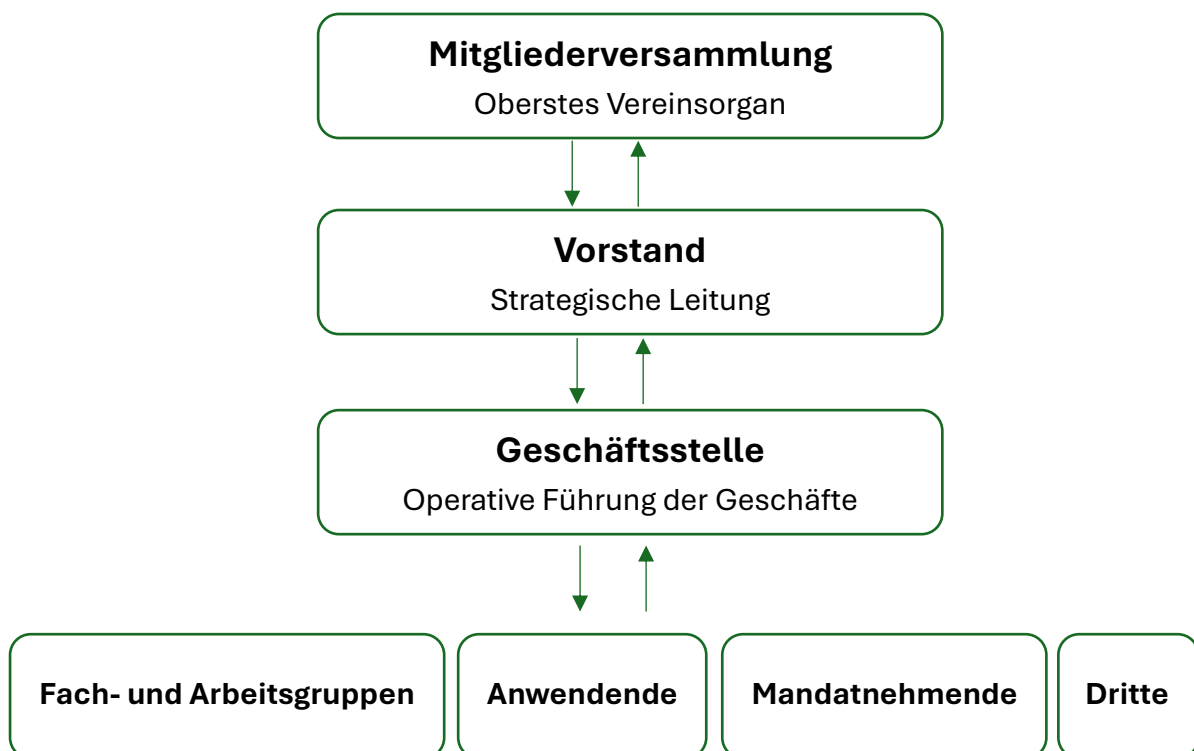 Mitgliederversammlung
Oberstes Vereinsorgan
Vorstand
Strategische Leitung
Geschäftsstelle
Operative Führung der Geschäfte
Fach- und Arbeitsgruppen
Anwendende
Mandatnehmende
Dritte